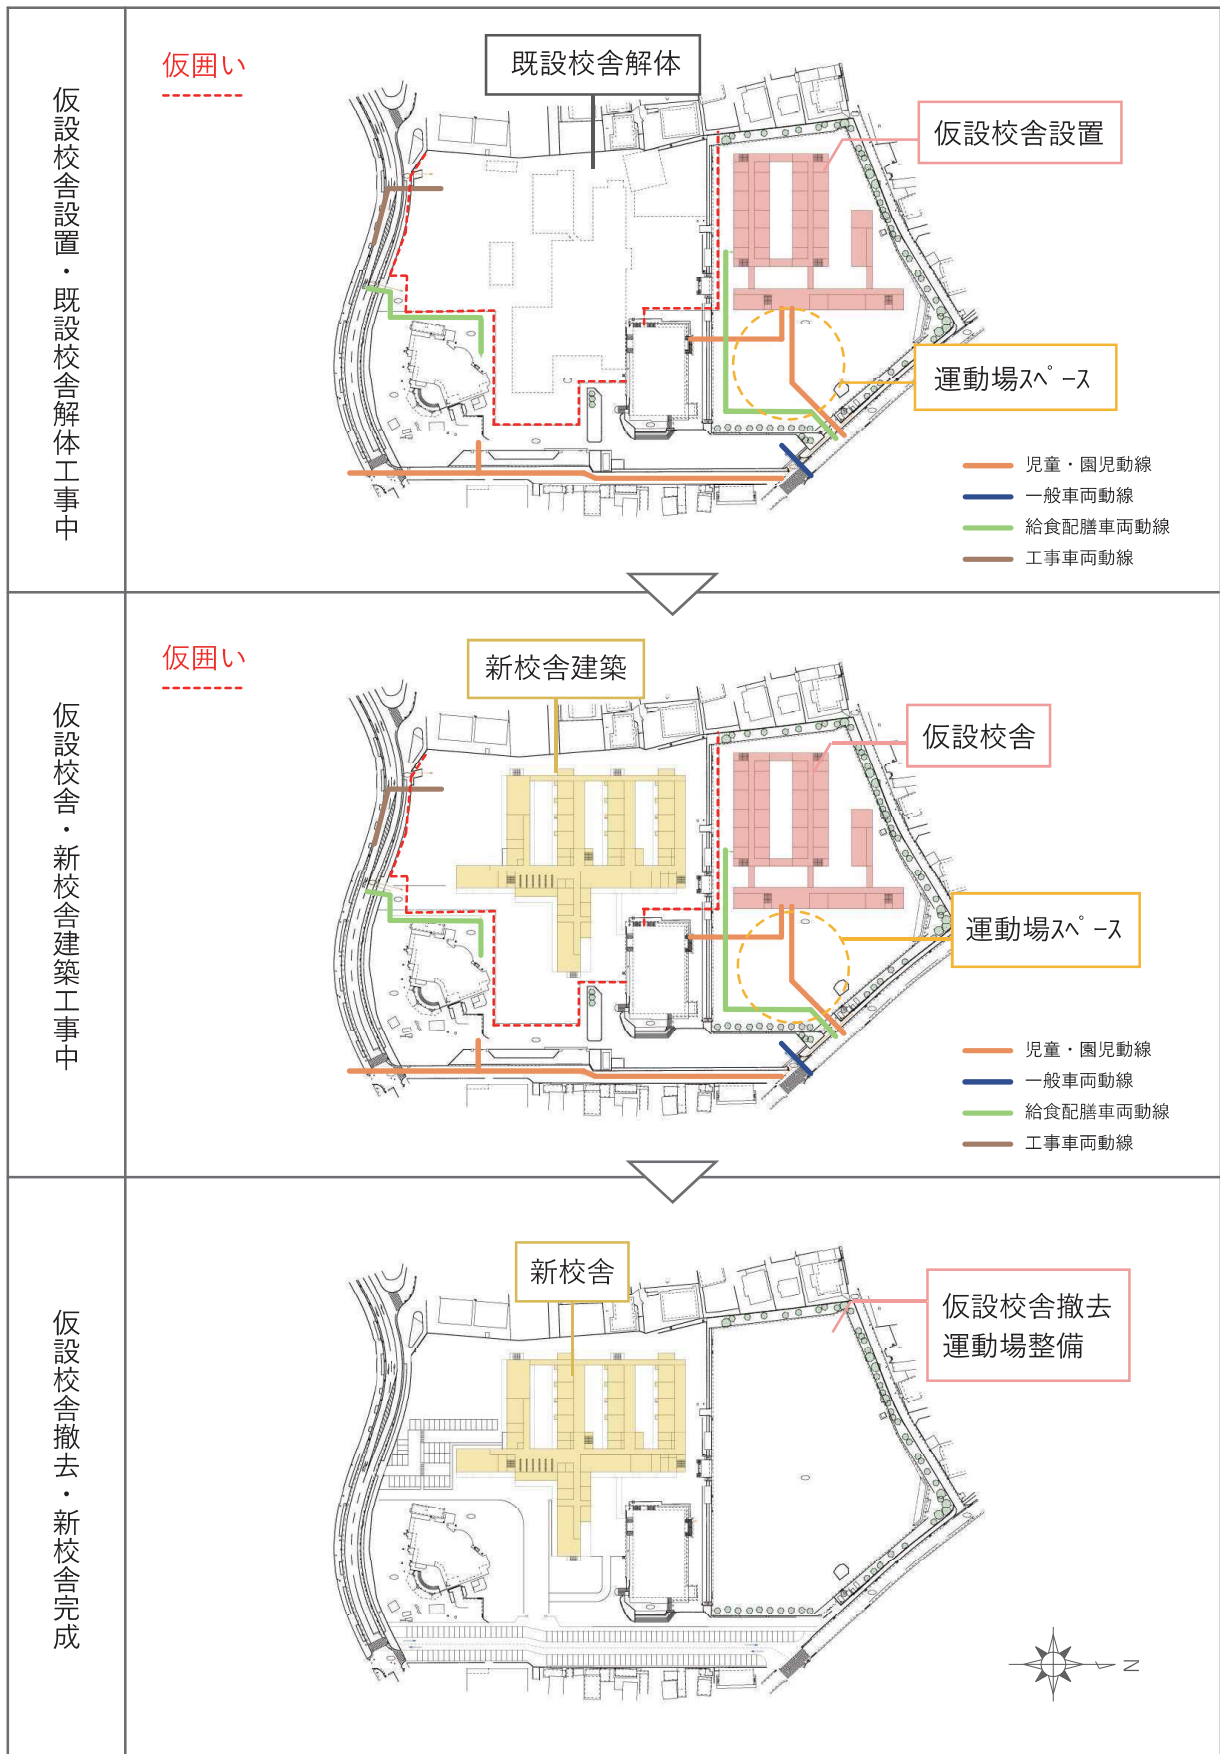 仮設校舎設置・既設校舎解体工事中
仮囲い
既設校舎解体
仮設校舎設置
運動場ｽﾍﾟｰｽ
児童・園児動線
一般車両動線
給食配膳車両動線
工事車両動線
仮設校舎・新校舎建築工事中
仮囲い
新校舎建築
仮設校舎
運動場ｽﾍﾟｰｽ
児童・園児動線
一般車両動線
給食配膳車両動線
工事車両動線
仮設校舎撤去・新校舎完成
新校舎
仮設校舎撤去
運動場整備
N